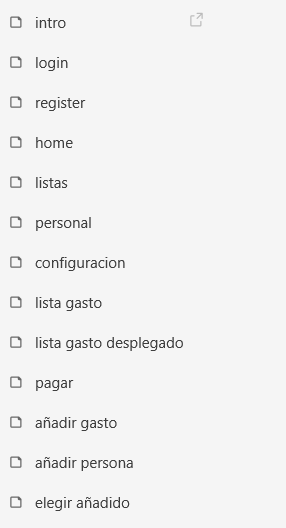 intro
login
register
home
listas
personal
configuracion
lista gasto
lista gasto desplegado
pagar
añadir gasto
añadir persona
elegir añadido